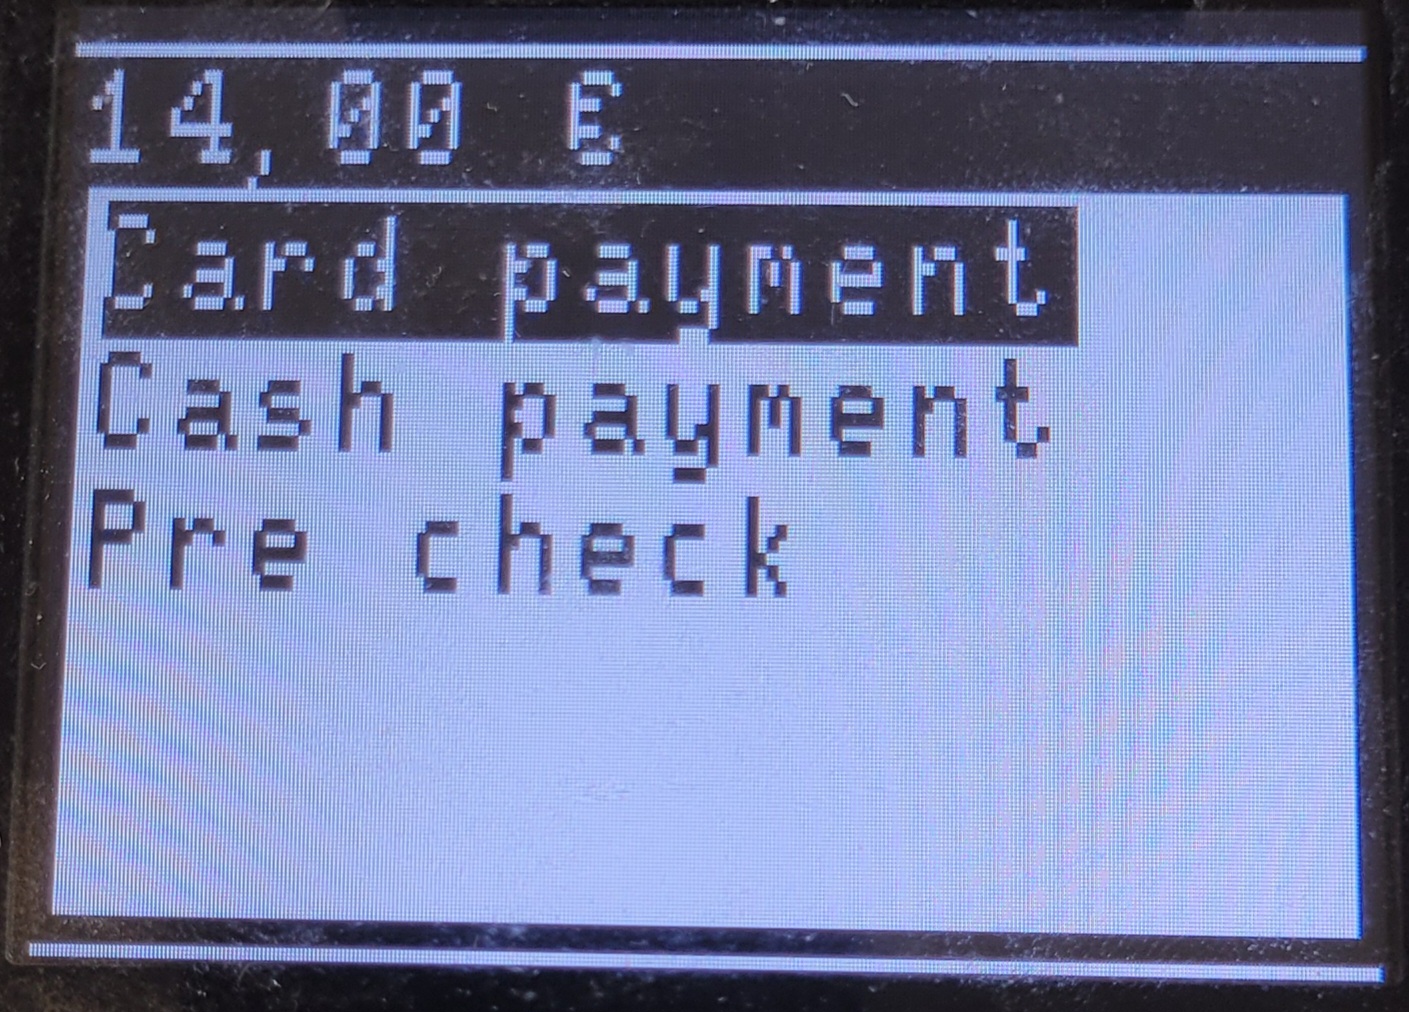 14,00 €
Card payment
Cash payment
Pre check